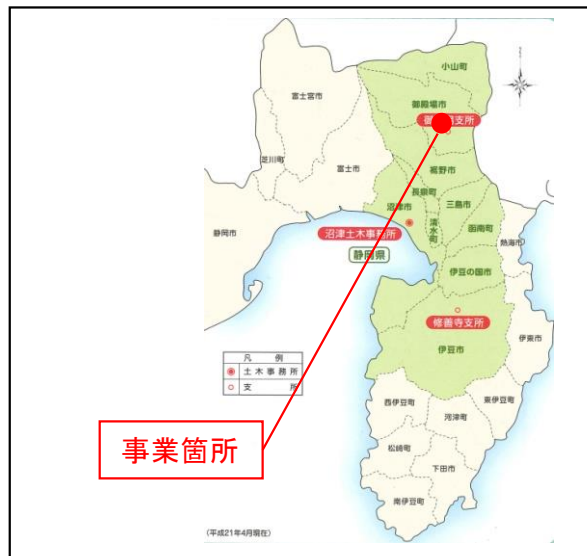 小山町
御殿場市
富士宮市
裾野市
芝川町
富士市
長泉町
沼津市
三島市
清水町
函南町
静岡市
沼津土木事務所
熱海市
静岡県
伊豆の国市
修善寺支所
伊東市
伊豆市
凡 例
土木事務所
支 所
西伊豆町
東伊豆町
河津町
事業箇所
松崎町
下田市
南伊豆町
(平成21年4月現在)